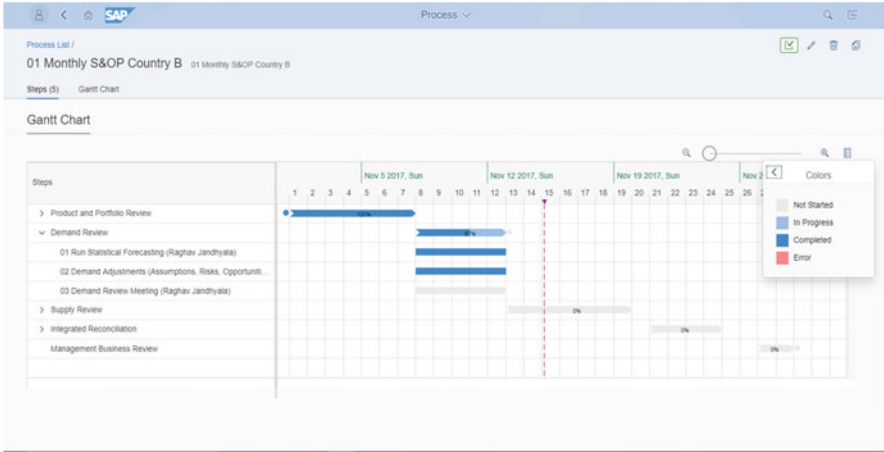 SAP
Process
Process List /
01 Monthly S&OP Country B 01 Monthly S&OP Country B
Steps (5) Gantt Chart
Gantt Chart
Steps
Nov 5 2017, Sun Nov 12 2017, Sun Nov 19 2017, Sun Nov 2
1 2 3 4 5 6 7 8 9 10 11 12 13 14 15 16 17 18 19 20 21 22 23 24 25 26 2
Colors
Not Started
In Progress
Completed
Error
Product and Portfolio Review 100%
Demand Review
01 Run Statistical Forecasting (Raghav Jandhyala)
02 Demand Adjustments (Assumptions, Risks, Opportuniti...
03 Demand Review Meeting (Raghav Jandhyala)
Supply Review 0%
Integrated Reconciliation 0%
Management Business Review 0%